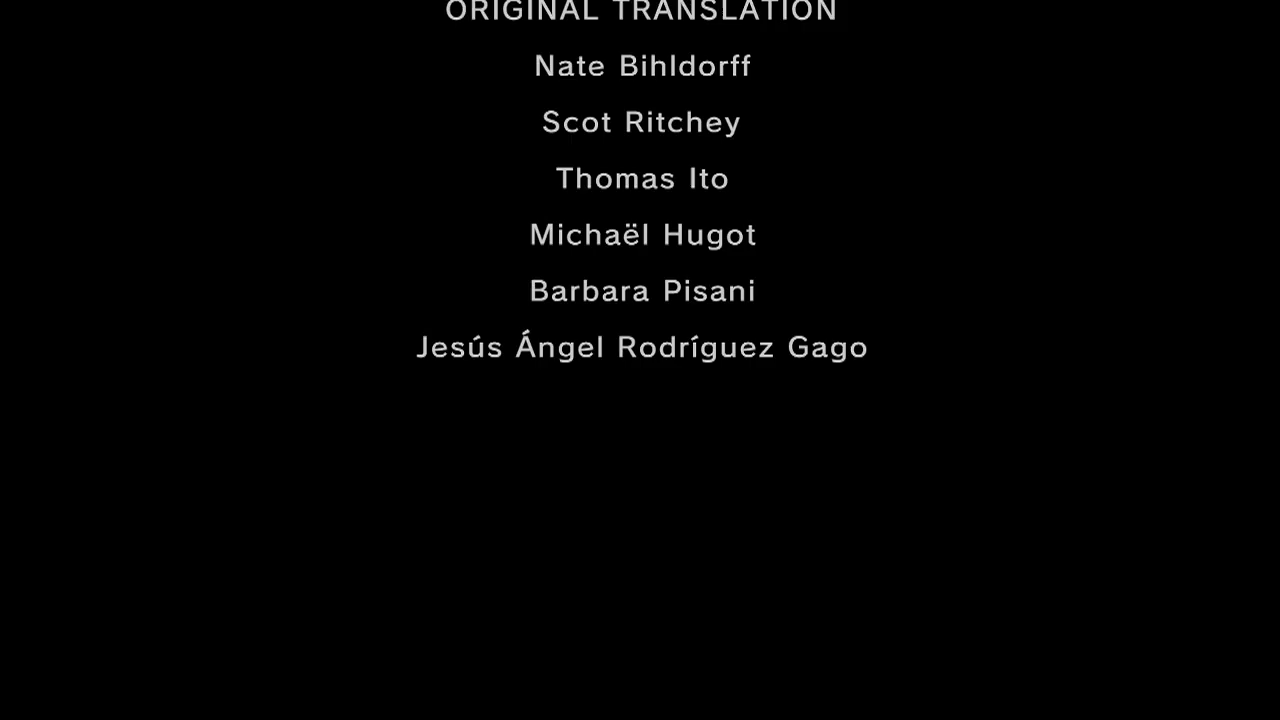 ORIGINAL TRANSLATION
Nate Bihldorff
Scot Ritchey
Thomas Ito
Michaël Hugot
Barbara Pisani
Jesús Ángel Rodríguez Gago